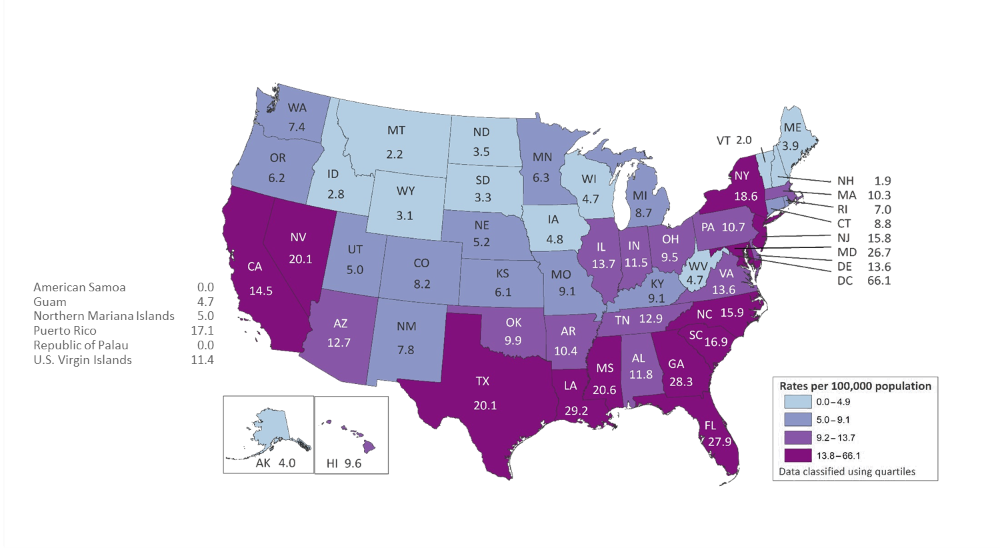 WA
7.4
MT
2.2
ND
3.5
ME
3.9
VT 2.0
OR
6.2
ID
2.8
MN
6.3
WI
4.7
NY
18.6
NH 1.9
MA 10.3
RI 7.0
CT 8.8
NJ 15.8
MD 26.7
DE 13.6
DC 66.1
SD
3.3
WY
3.1
MI
8.7
IA
4.8
NE
5.2
PA 10.7
NV
20.1
UT
5.0
CO
8.2
IL
13.7
IN
11.5
OH
9.5
CA
14.5
KS
6.1
MO
9.1
WV
4.7
VA
13.6
KY
9.1
American Samoa 0.0
Guam 4.7
Northern Mariana Islands 5.0
Puerto Rico 17.1
Republic of Palau 0.0
U.S. Virgin Islands 11.4
AZ
12.7
NM
7.8
OK
9.9
AR
10.4
TN 12.9
NC 15.9
SC
16.9
TX
20.1
LA
29.2
MS
20.6
AL
11.8
GA
28.3
FL
27.9
AK 4.0
HI 9.6
Rates per 100,000 population
0.0–4.9
5.0–9.1
9.2–13.7
13.8–66.1
Data classified using quartiles